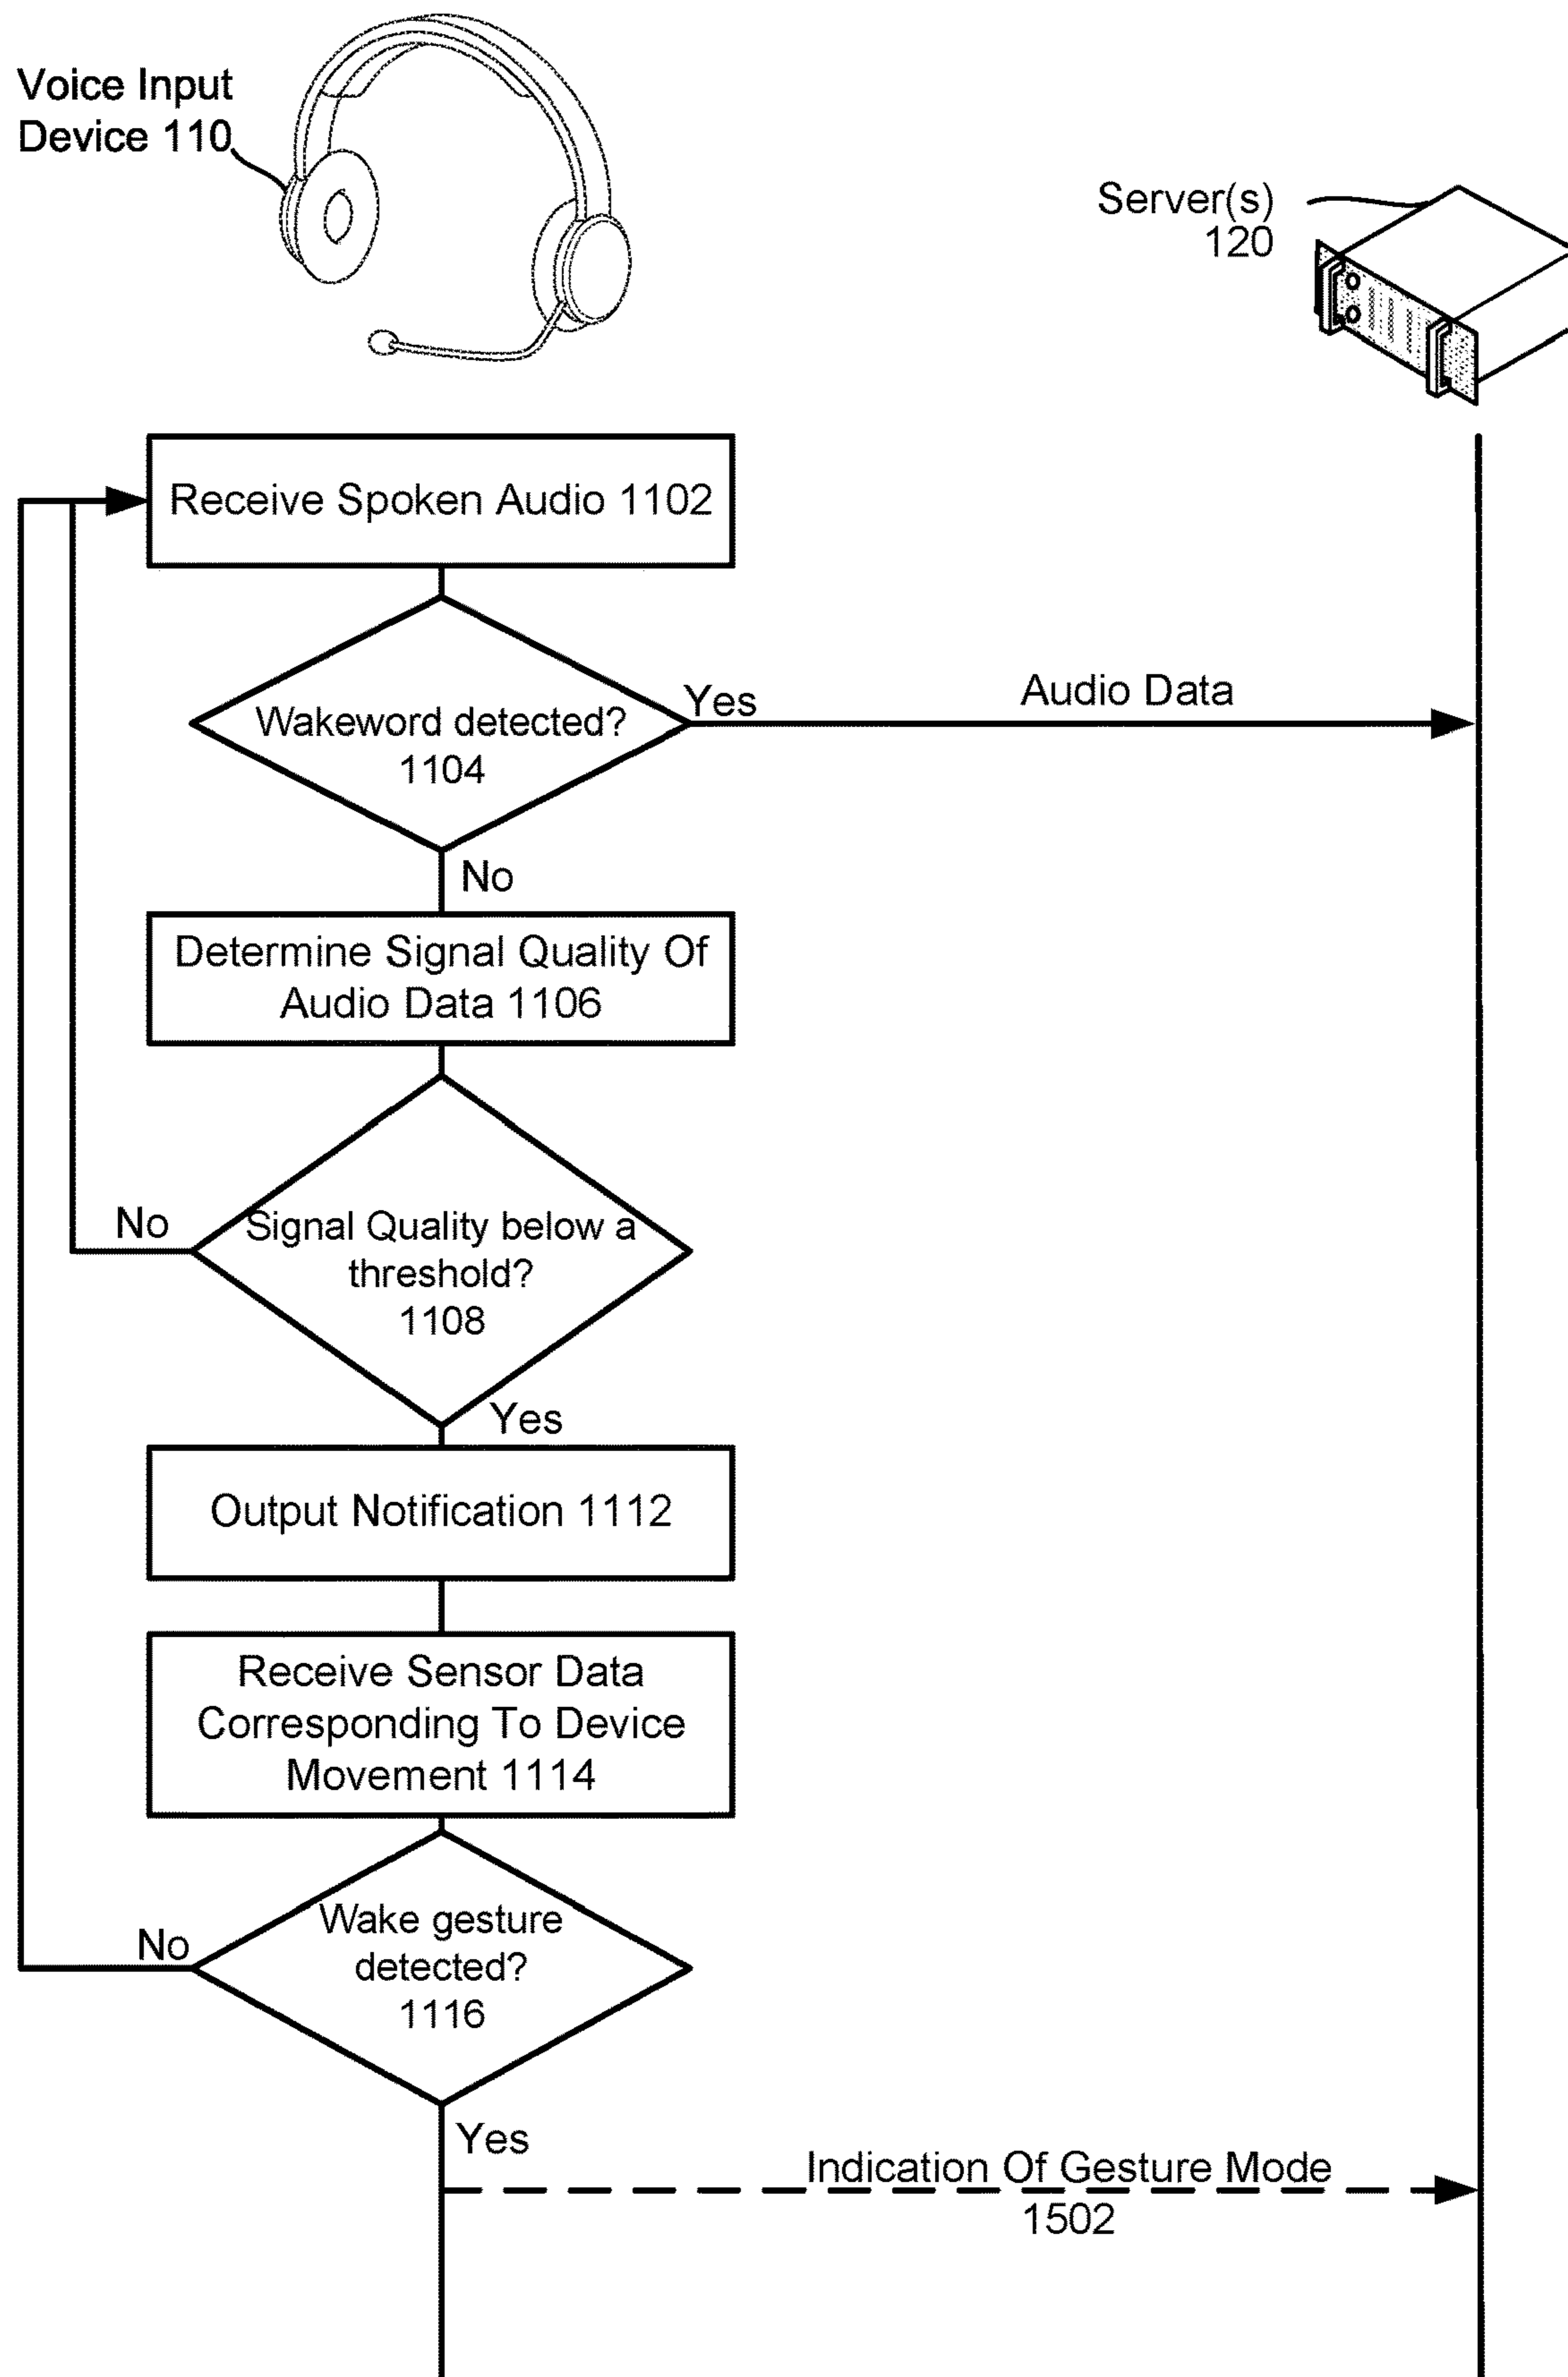 Voice Input
Device 110
Server(s)
120
Receive Spoken Audio 1102
Wakeword detected?
1104
Yes
Audio Data
No
Determine Signal Quality Of
Audio Data 1106
No
Signal Quality below a
threshold?
1108
Yes
Output Notification 1112
Receive Sensor Data
Corresponding To Device
Movement 1114
No
Wake gesture
detected?
1116
Yes
Indication Of Gesture Mode
1502